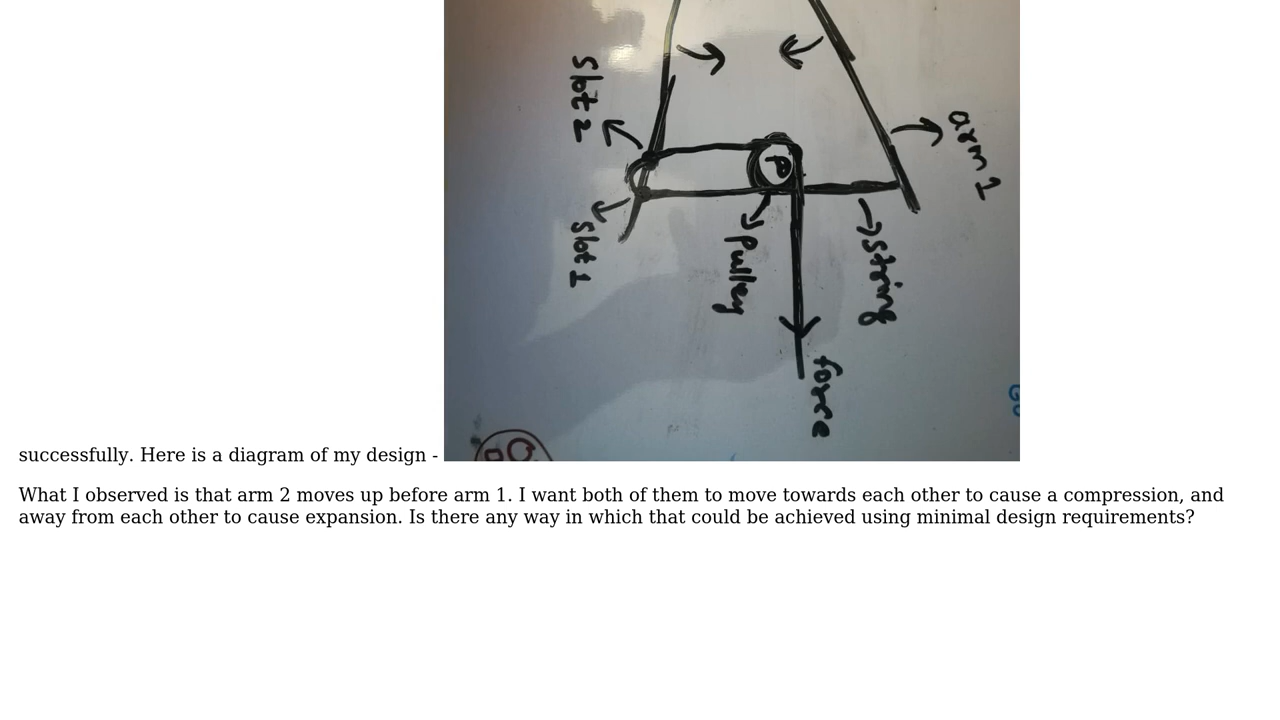 slot 2
arm 1
P
slot 1
pulley
string
force
successfully. Here is a diagram of my design -
What I observed is that arm 2 moves up before arm 1. I want both of them to move towards each other to cause a compression, and
away from each other to cause expansion. Is there any way in which that could be achieved using minimal design requirements?